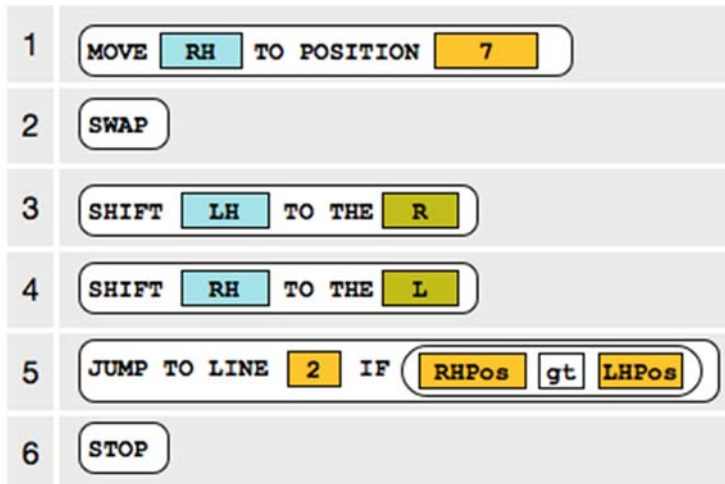 1 MOVE RH TO POSITION 7
2 SWAP
3 SHIFT LH TO THE R
4 SHIFT RH TO THE L
5 JUMP TO LINE 2 IF RHPos gt LHPos
6 STOP